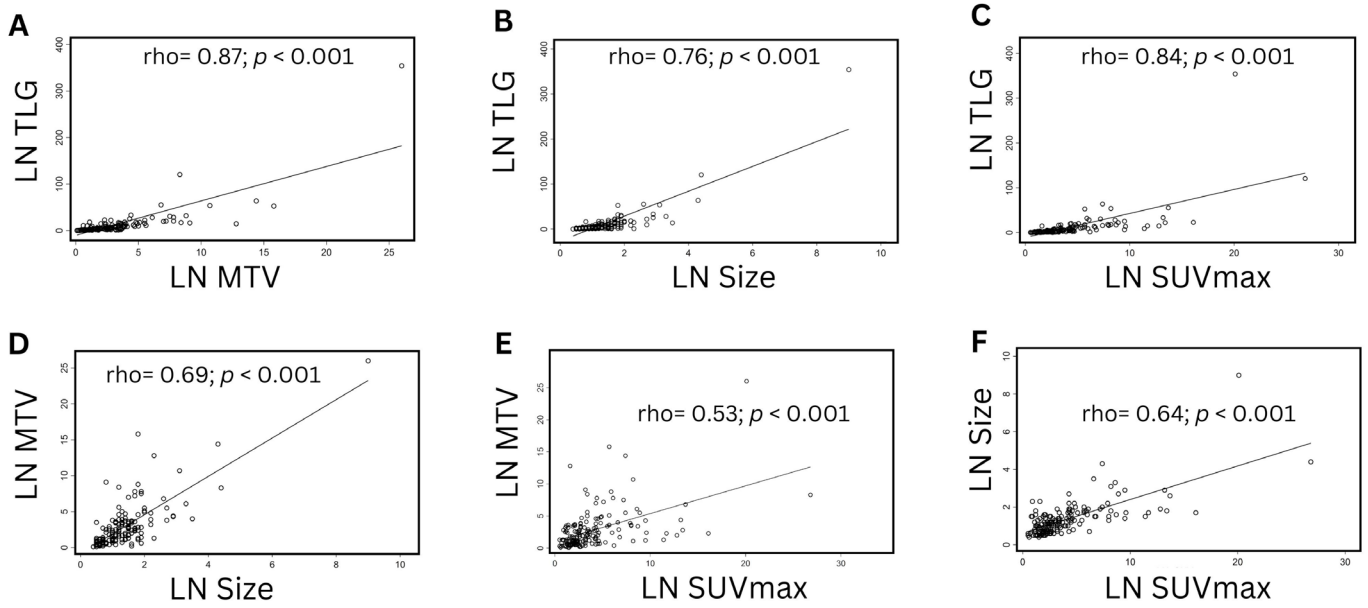 A
rho= 0.87; p < 0.001
LN TLG
400
300
200
100
0
0 5 10 15 20 25
LN MTV
B
rho= 0.76; p < 0.001
LN TLG
400
300
200
100
0
0 2 4 6 8 10
LN Size
C
rho= 0.84; p < 0.001
LN TLG
400
300
200
100
0
0 10 20 30
LN SUVmax
D
rho= 0.69; p < 0.001
LN MTV
25
20
15
10
5
0
0 2 4 6 8 10
LN Size
E
rho= 0.53; p < 0.001
LN MTV
25
20
15
10
5
0
0 10 20 30
LN SUVmax
F
rho= 0.64; p < 0.001
LN Size
10
8
6
4
2
0
0 10 20 30
LN SUVmax